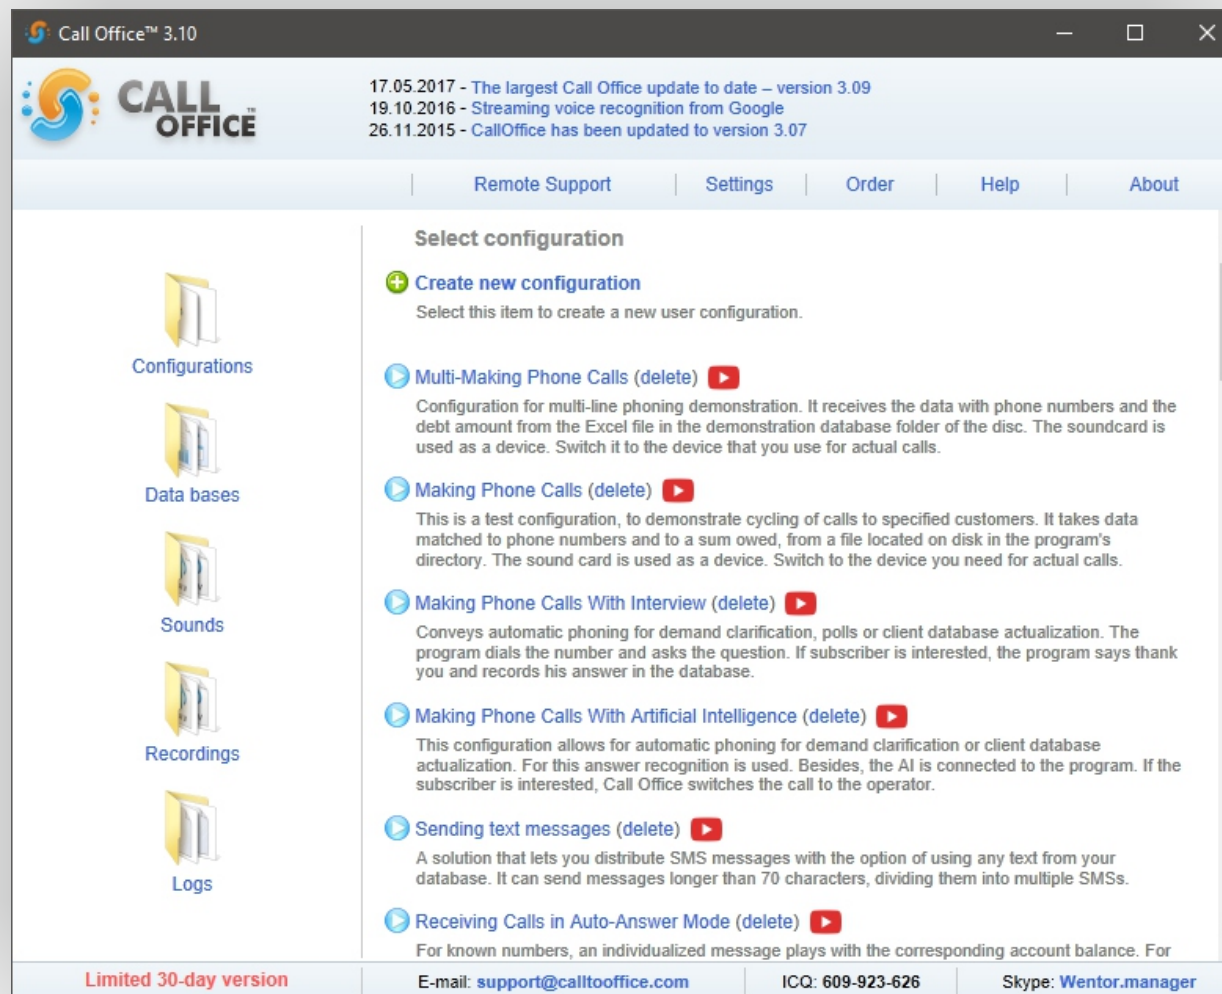 Call Office™ 3.10
CALL OFFICE™
17.05.2017 - The largest Call Office update to date – version 3.09
19.10.2016 - Streaming voice recognition from Google
26.11.2015 - CallOffice has been updated to version 3.07
Remote Support
Settings
Order
Help
About
Configurations
Data bases
Sounds
Recordings
Logs
Select configuration
Create new configuration
Select this item to create a new user configuration.
Multi-Making Phone Calls (delete)
Configuration for multi-line phoning demonstration. It receives the data with phone numbers and the
debt amount from the Excel file in the demonstration database folder of the disc. The soundcard is
used as a device. Switch it to the device that you use for actual calls.
Making Phone Calls (delete)
This is a test configuration, to demonstrate cycling of calls to specified customers. It takes data
matched to phone numbers and to a sum owed, from a file located on disk in the program's
directory. The sound card is used as a device. Switch to the device you need for actual calls.
Making Phone Calls With Interview (delete)
Conveys automatic phoning for demand clarification, polls or client database actualization. The
program dials the number and asks the question. If subscriber is interested, the program says thank
you and records his answer in the database.
Making Phone Calls With Artificial Intelligence (delete)
This configuration allows for automatic phoning for demand clarification or client database
actualization. For this answer recognition is used. Besides, the AI is connected to the program. If the
subscriber is interested, Call Office switches the call to the operator.
Sending text messages (delete)
A solution that lets you distribute SMS messages with the option of using any text from your
database. It can send messages longer than 70 characters, dividing them into multiple SMSs.
Receiving Calls in Auto-Answer Mode (delete)
For known numbers, an individualized message plays with the corresponding account balance. For
Limited 30-day version
E-mail: support@calltooffice.com
ICQ: 609-923-626
Skype: Wentor.manager